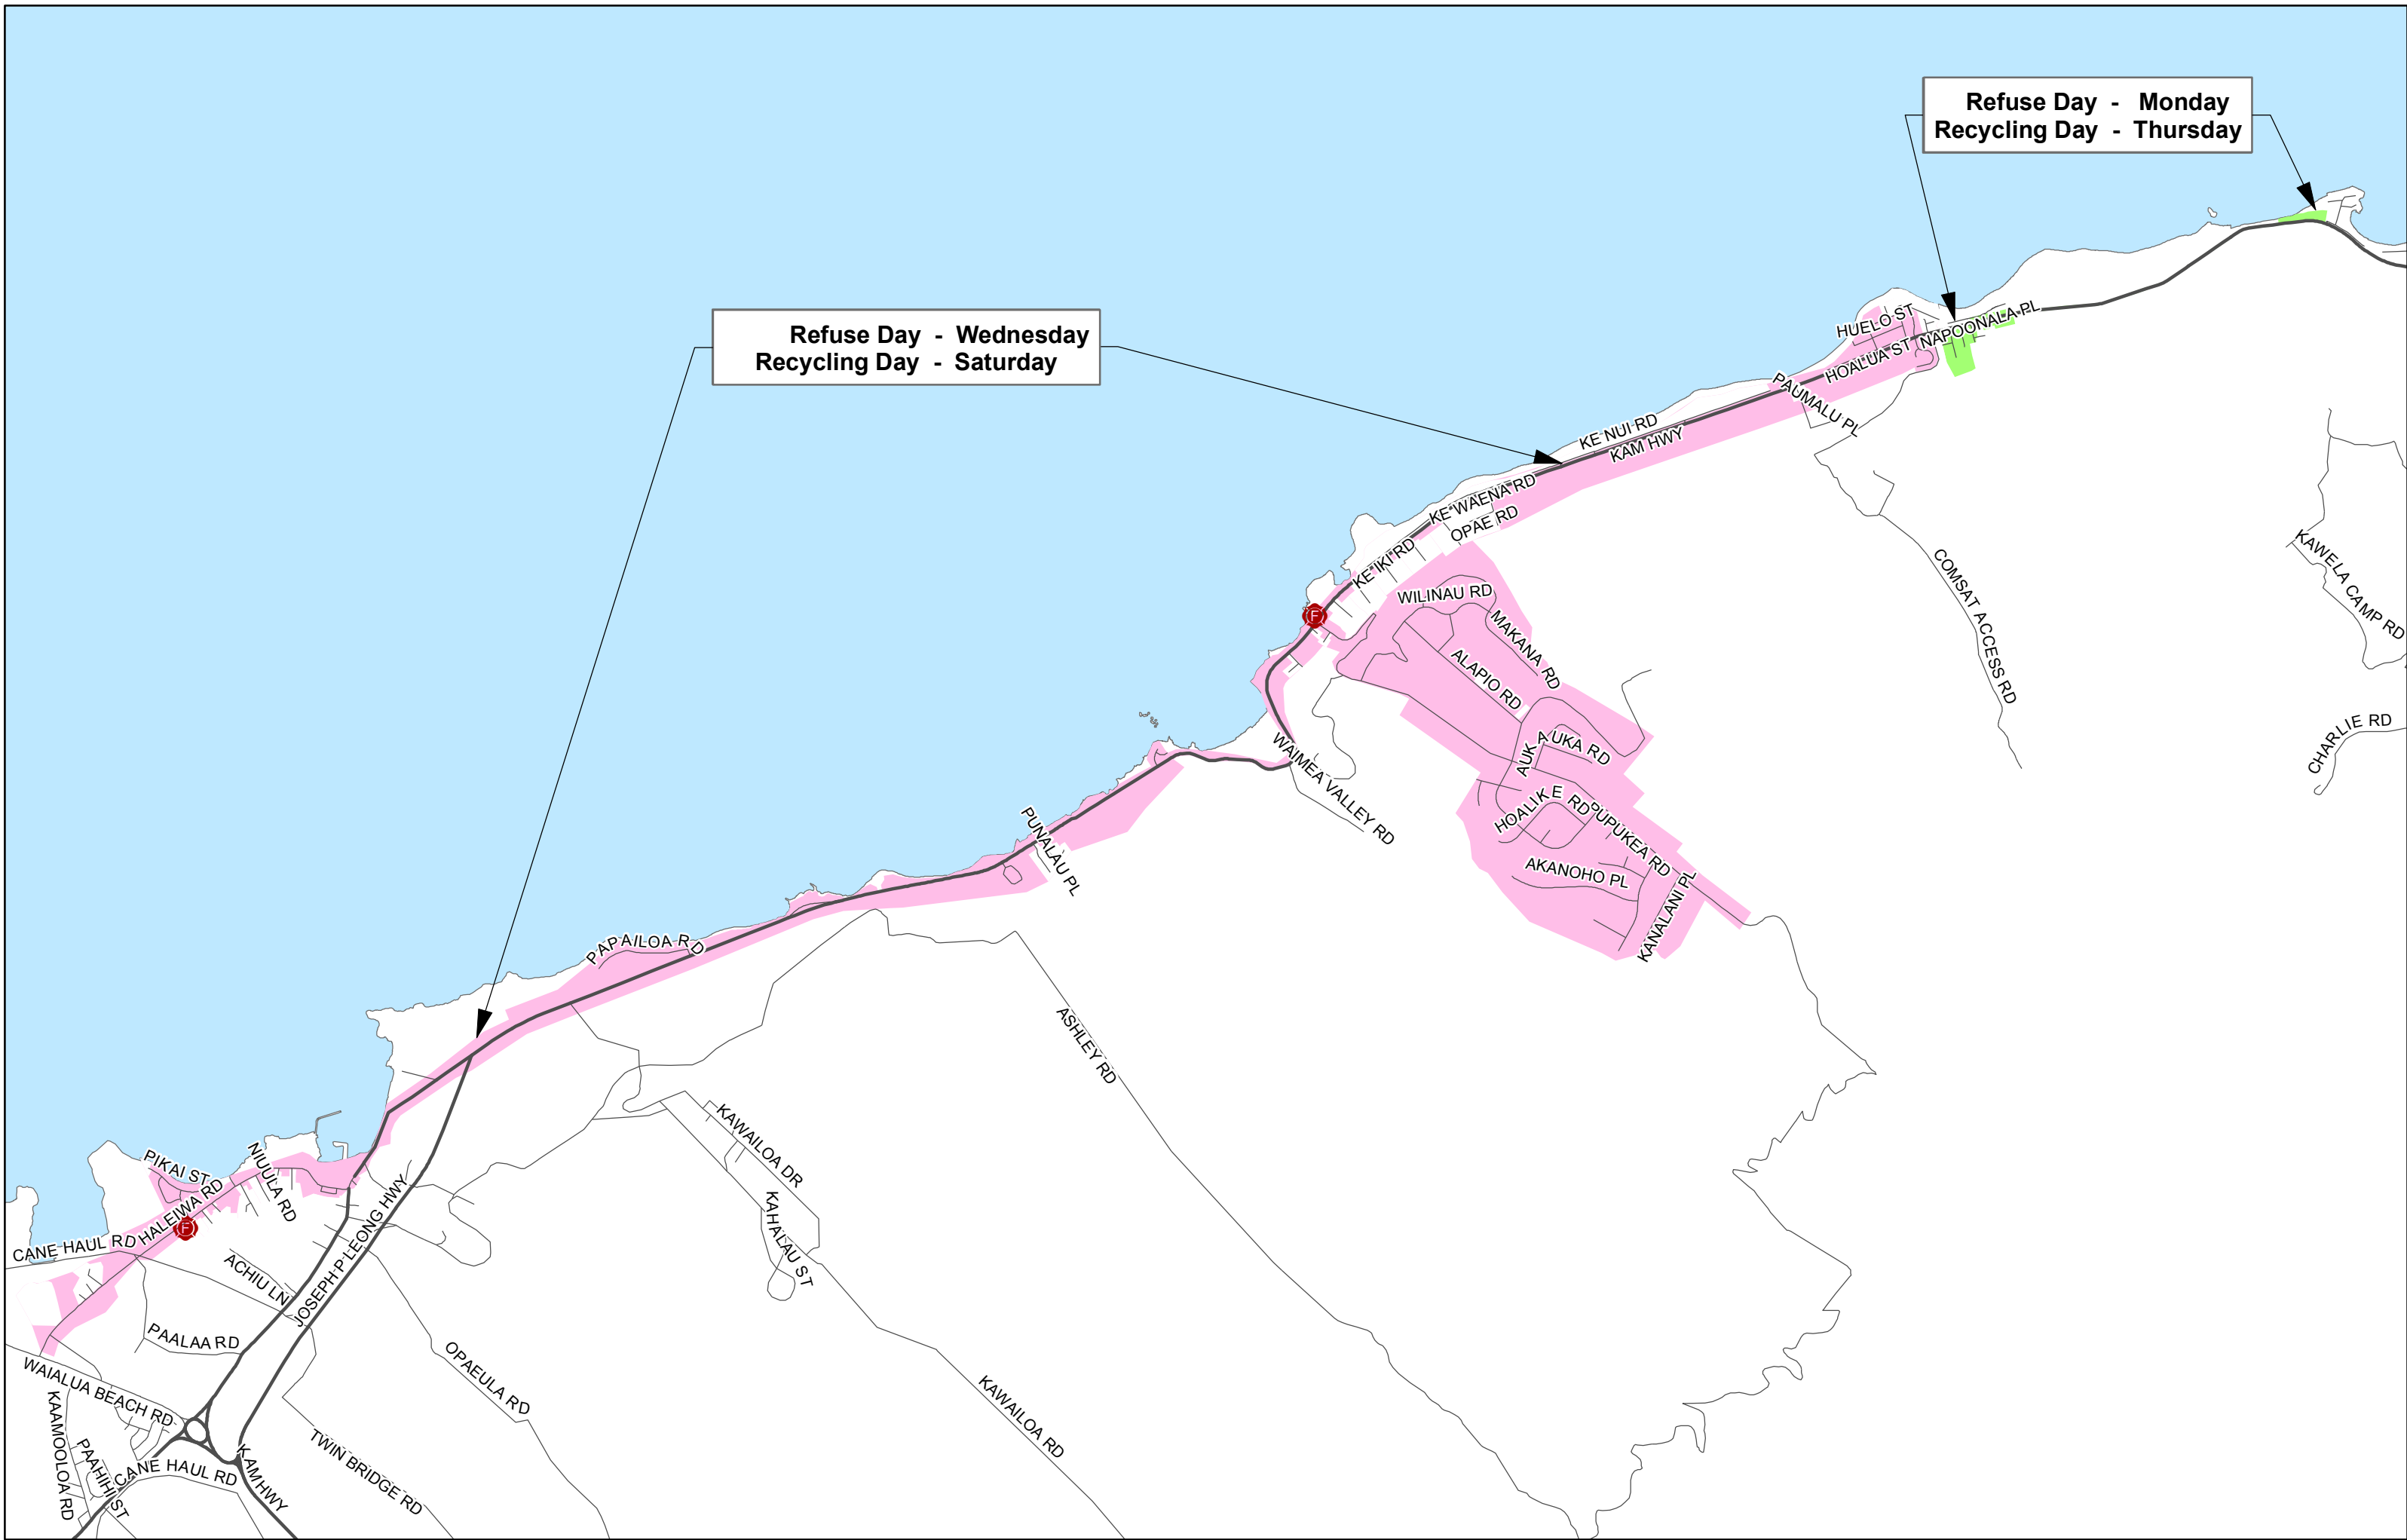 Refuse Day - Monday
Recycling Day - Thursday
Refuse Day - Wednesday
Recycling Day - Saturday
HUELO ST
NAPOONALA PL
HOALUA ST
PAUMALU PL
KE NUI RD
KAM HWY
KE WAENA RD
OPAE RD
KE IKI RD
F
WILINAU RD
MAKANA RD
ALAPIO RD
AUKAUKA RD
HOALIKE RD
PUPUKEA RD
AKANOHO PL
KANALANI PL
COMSAT ACCESS RD
KAWELA CAMP RD
CHARLIE RD
WAIMEA VALLEY RD
PUNALAU PL
PAPAILOA RD
ASHLEY RD
KAWAILOA DR
KAHALAU ST
KAWAILOA RD
PIKAI ST
NIUULA RD
HALEIWA RD
F
CANE HAUL RD
ACHIU LN
JOSEPH P LEONG HWY
PAALAA RD
OPAEULA RD
WAIALUA BEACH RD
KAAMOOLOA RD
PAAHIHI ST
CANE HAUL RD
KAM HWY
TWIN BRIDGE RD